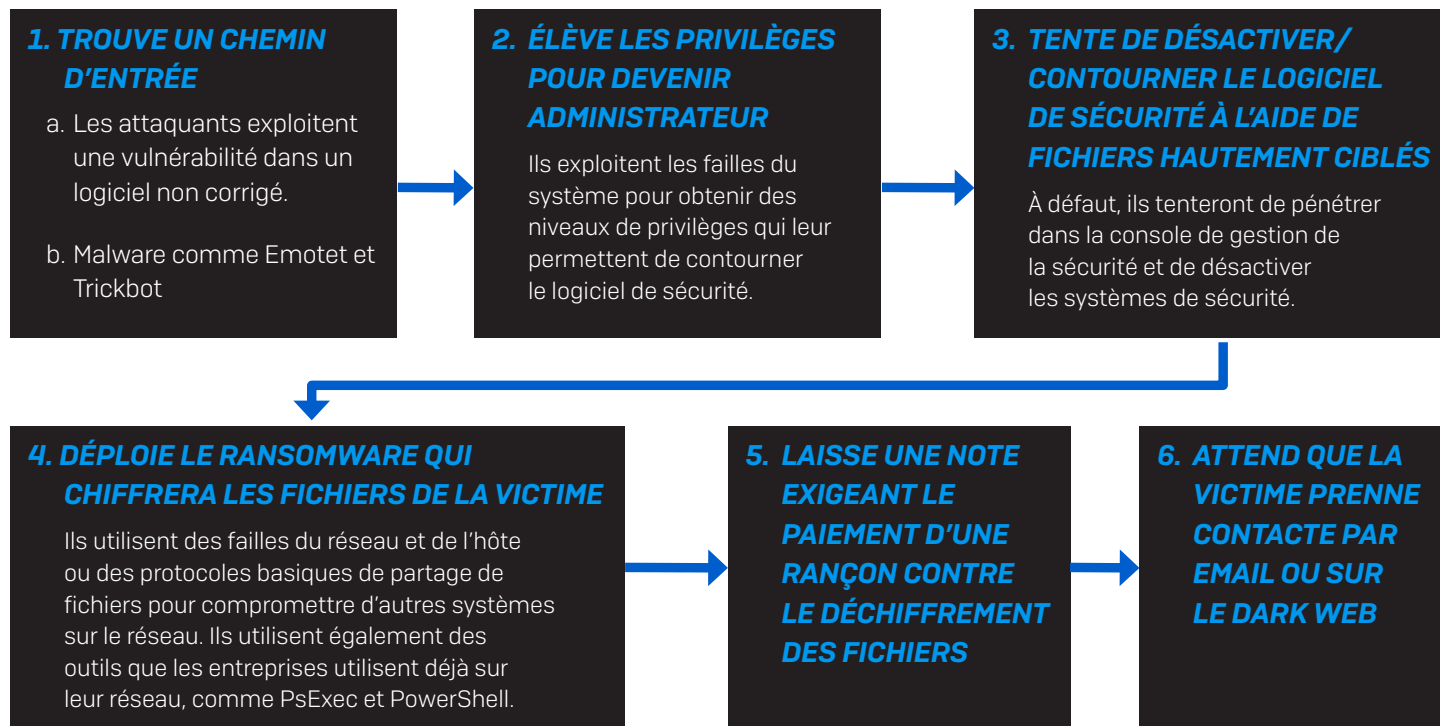 1. TROUVE UN CHEMIN
D'ENTRÉE
a. Les attaquants exploitent
une vulnérabilité dans un
logiciel non corrigé.
b. Malware comme Emotet et
Trickbot
2. ÉLÈVE LES PRIVILÈGES
POUR DEVENIR
ADMINISTRATEUR
Ils exploitent les failles du
système pour obtenir des
niveaux de privilèges qui leur
permettent de contourner
le logiciel de sécurité.
3. TENTE DE DÉSACTIVER/
CONTOURNER LE LOGICIEL
DE SÉCURITÉ À L'AIDE DE
FICHIERS HAUTEMENT CIBLÉS
À défaut, ils tenteront de pénétrer
dans la console de gestion de
la sécurité et de désactiver
les systèmes de sécurité.
4. DÉPLOIE LE RANSOMWARE QUI
CHIFFRERA LES FICHIERS DE LA VICTIME
Ils utilisent des failles du réseau et de l'hôte
ou des protocoles basiques de partage de
fichiers pour compromettre d'autres systèmes
sur le réseau. Ils utilisent également des
outils que les entreprises utilisent déjà sur
leur réseau, comme PsExec et PowerShell.
5. LAISSE UNE NOTE
EXIGEANT LE
PAIEMENT D'UNE
RANÇON CONTRE
LE DÉCHIFFREMENT
DES FICHIERS
6. ATTEND QUE LA
VICTIME PRENNE
CONTACTE PAR
EMAIL OU SUR
LE DARK WEB